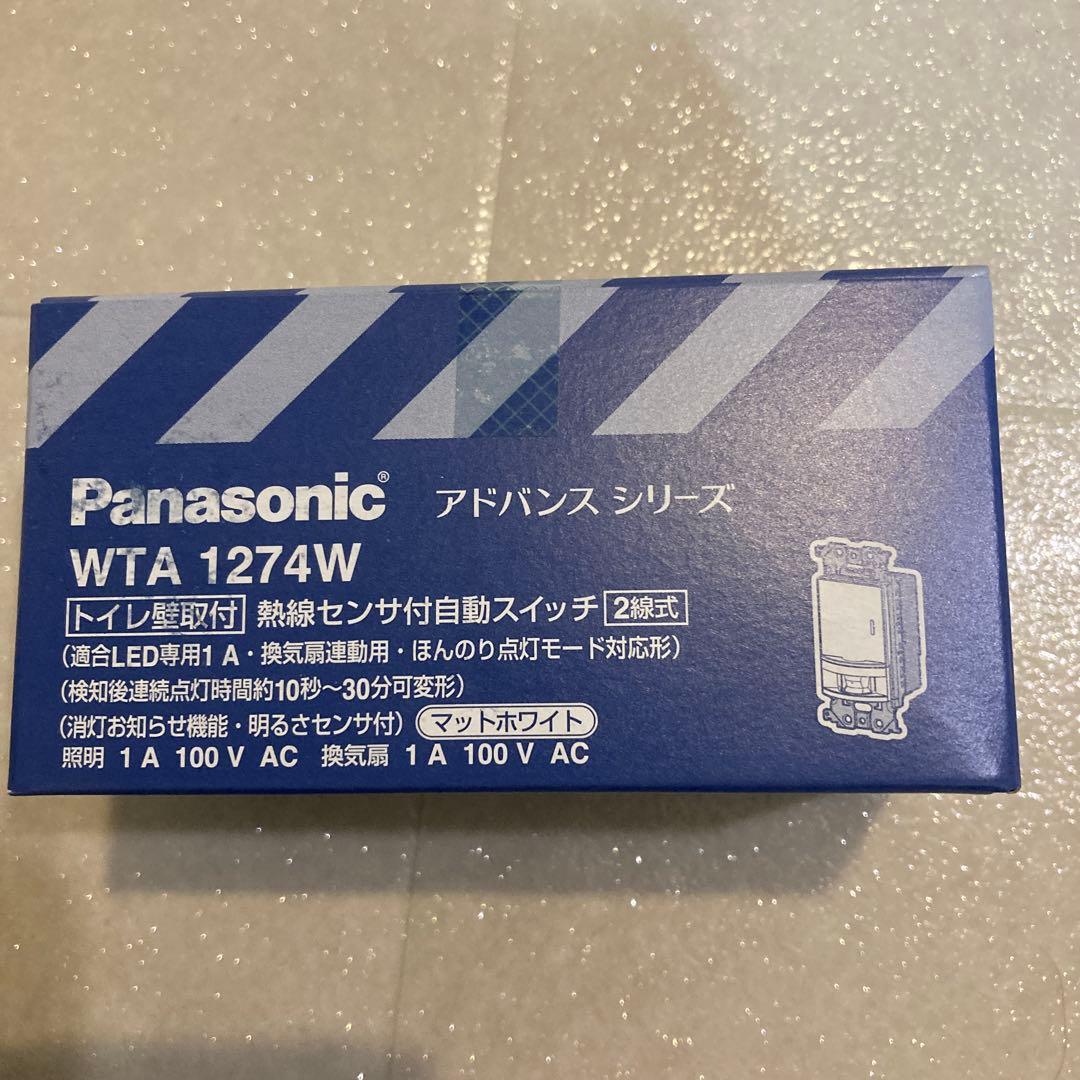 Panasonic® アドバンス シリーズ
WTA 1274W
トイレ壁取付 熱線センサ付自動スイッチ 2線式
(適合LED専用1 A・換気扇連動用・ほんのり点灯モード対応形)
(検知後連続点灯時間約10秒～30分可変形)
(消灯お知らせ機能・明るさセンサ付) マットホワイト
照明 1 A 100 V AC 換気扇 1 A 100 V AC